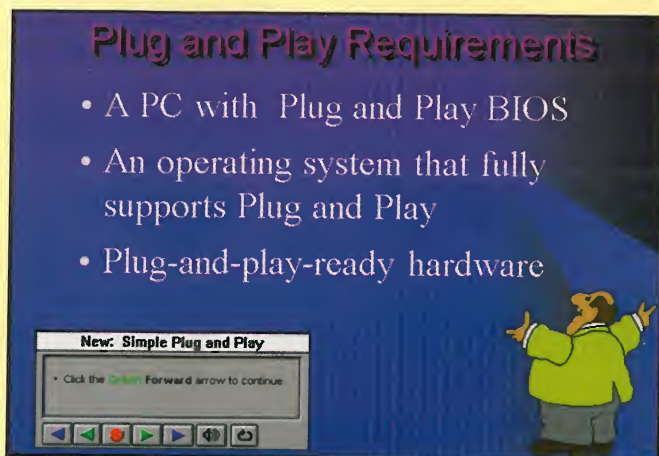 Plug and Play Requirements
• A PC with Plug and Play BIOS
• An operating system that fully
supports Plug and Play
• Plug-and-play-ready hardware
New: Simple Plug and Play
• Click the Green Forward arrow to continue